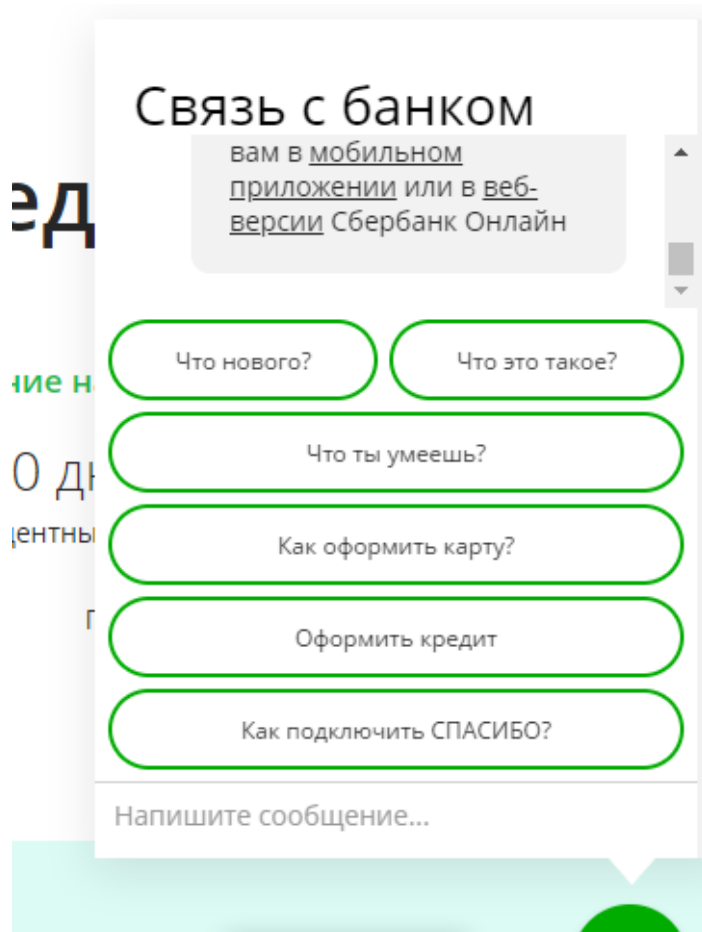 Связь с банком
вам в мобильном
приложении или в веб-
версии Сбербанк Онлайн
Что нового?
Что это такое?
Что ты умеешь?
Как оформить карту?
Оформить кредит
Как подключить СПАСИБО?
Напишите сообщение...